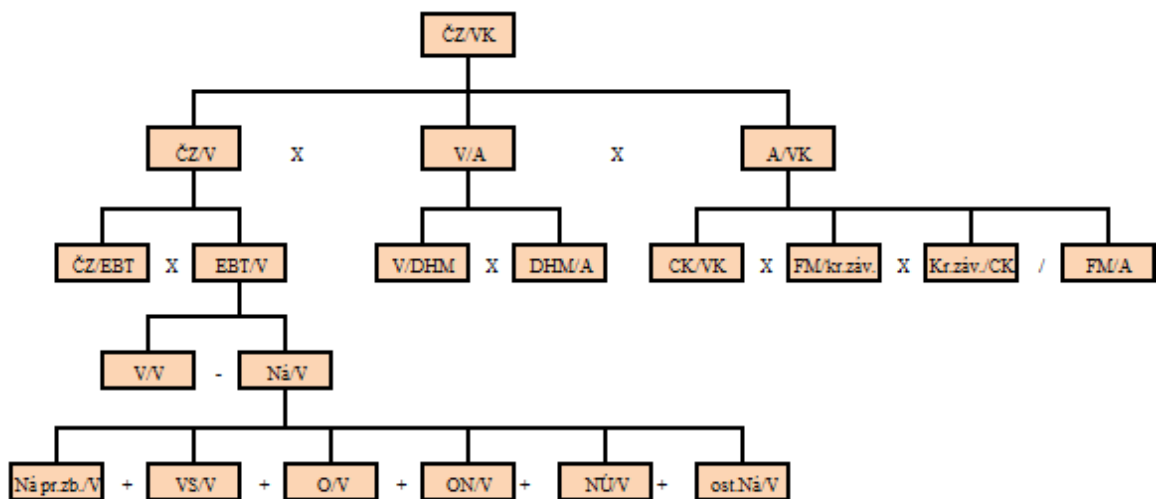 ČZ/VK
ČZ/V X V/A X A/VK
ČZ/EBT X EBT/V V/DHM X DHM/A CK/VK X FM/kr.záv. X Kr.záv./CK / FM/A
V/V - Ná/V
Ná pr.zb./V + VS/V + O/V + ON/V + NÚ/V + ost.Ná/V